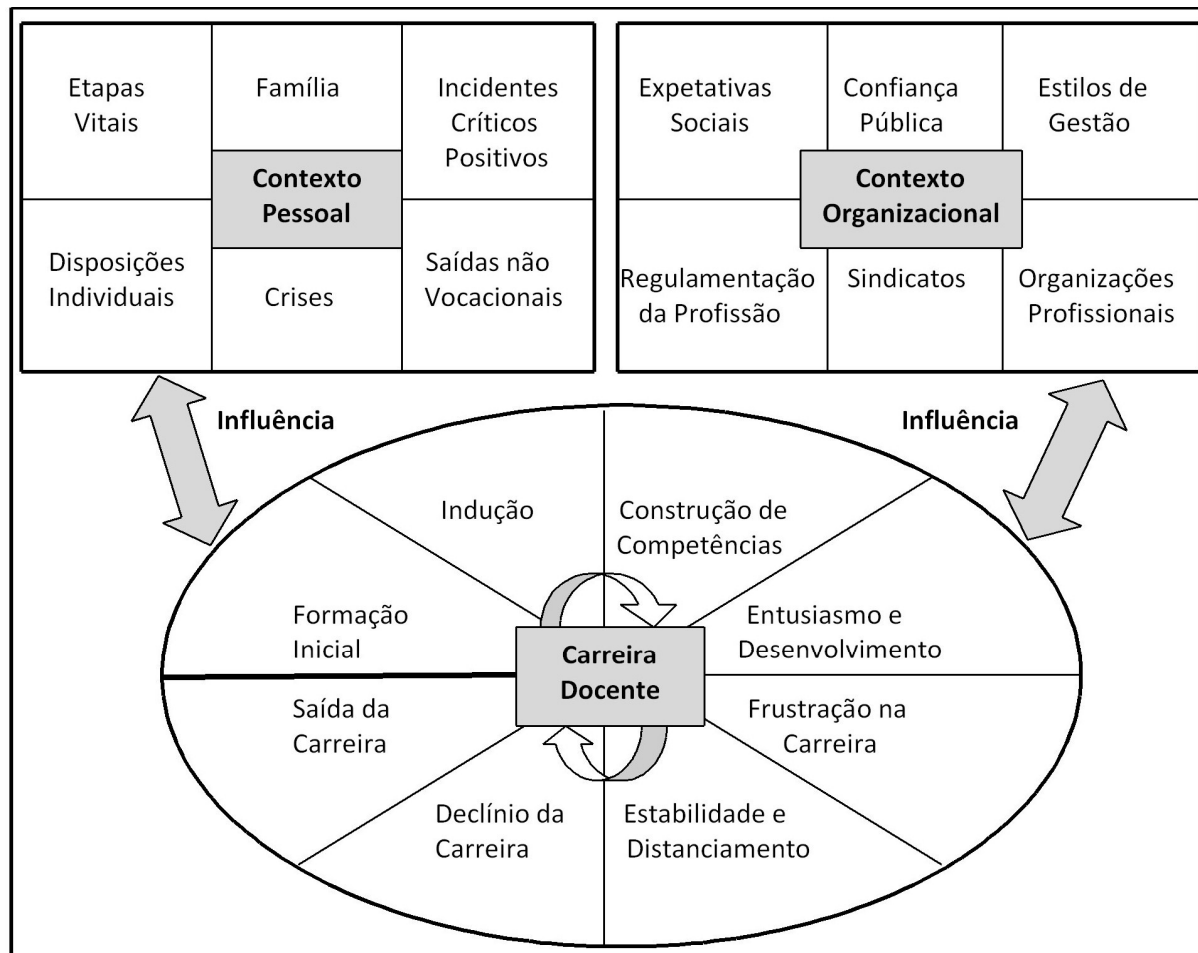 Etapas
Vitais
Família
Incidentes
Críticos
Positivos
Contexto
Pessoal
Disposições
Individuais
Crises
Saídas não
Vocacionais
Expetativas
Sociais
Confiança
Pública
Estilos de
Gestão
Contexto
Organizacional
Regulamentação
da Profissão
Sindicatos
Organizações
Profissionais
Influência
Influência
Indução
Construção de
Competências
Formação
Inicial
Entusiasmo e
Desenvolvimento
Carreira
Docente
Saída da
Carreira
Frustração na
Carreira
Declínio da
Carreira
Estabilidade e
Distanciamento